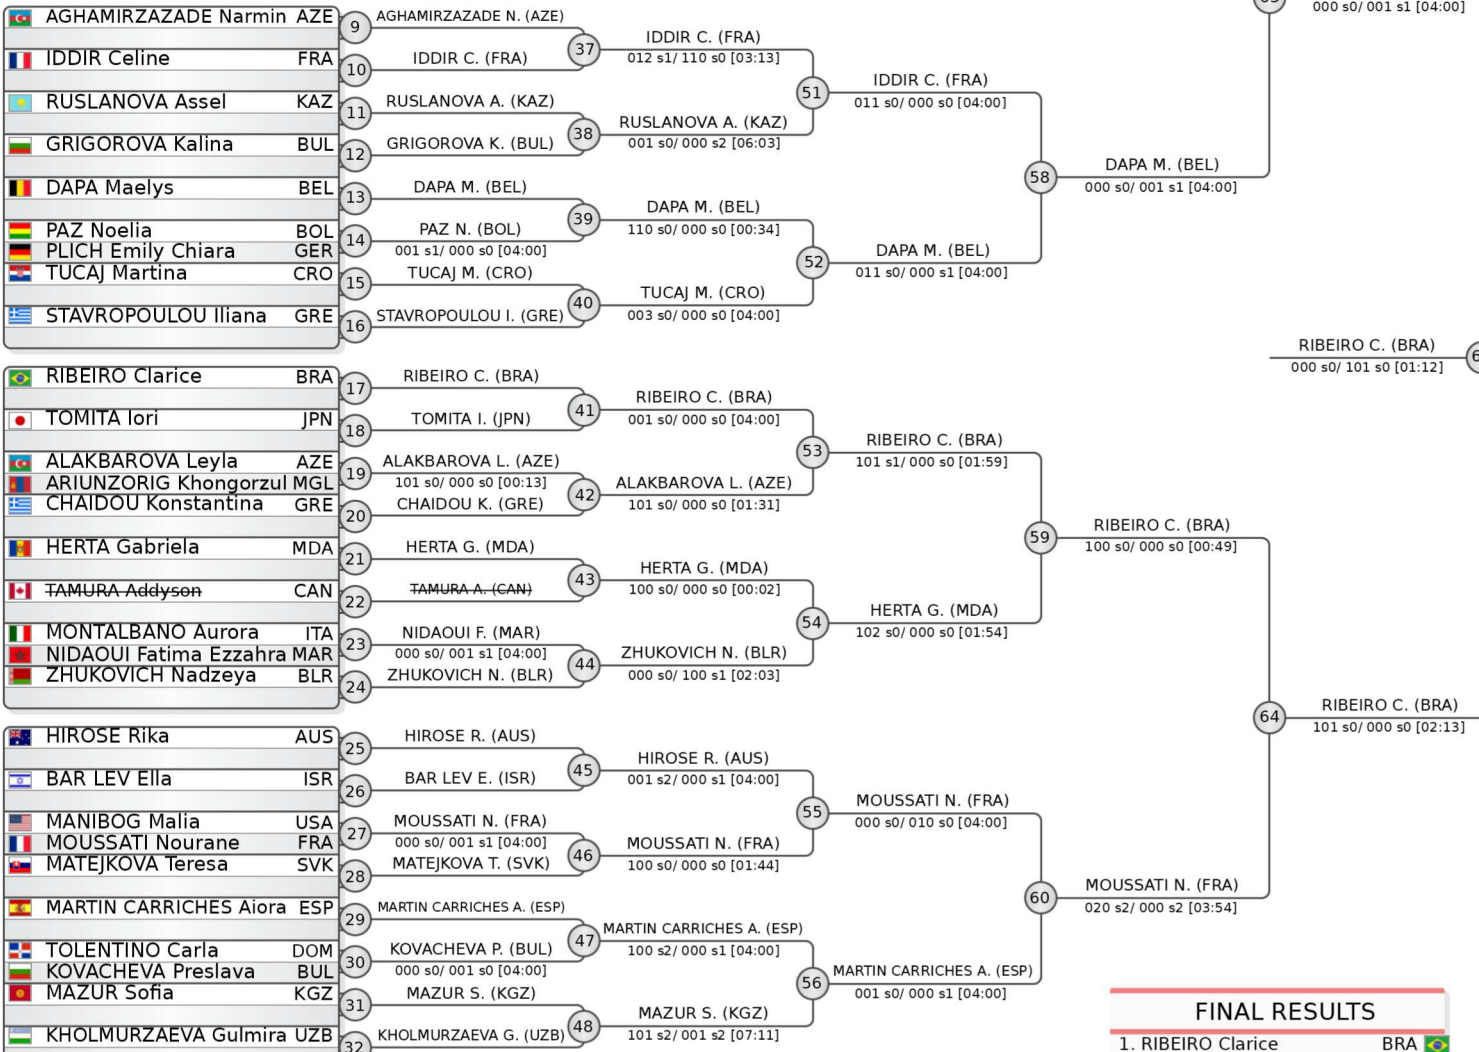 000 s0/ 001 s1 [04:00]
AGHAMIRZAZADE Narmin AZE
9
AGHAMIRZAZADE N. (AZE)
37
IDDIR C. (FRA)
012 s1/ 110 s0 [03:13]
IDDIR Celine FRA
10
IDDIR C. (FRA)
51
IDDIR C. (FRA)
011 s0/ 000 s0 [04:00]
RUSLANOVA Assel KAZ
11
RUSLANOVA A. (KAZ)
38
RUSLANOVA A. (KAZ)
001 s0/ 000 s2 [06:03]
GRIGOROVA Kalina BUL
12
GRIGOROVA K. (BUL)
58
DAPA M. (BEL)
000 s0/ 001 s1 [04:00]
DAPA Maelys BEL
13
DAPA M. (BEL)
39
DAPA M. (BEL)
110 s0/ 000 s0 [00:34]
PAZ Noelia BOL
PLICH Emily Chiara GER
14
PAZ N. (BOL)
001 s1/ 000 s0 [04:00]
52
DAPA M. (BEL)
011 s0/ 000 s1 [04:00]
TUCAJ Martina CRO
15
TUCAJ M. (CRO)
40
TUCAJ M. (CRO)
003 s0/ 000 s0 [04:00]
STAVROPOULOU Iliana GRE
16
STAVROPOULOU I. (GRE)
RIBEIRO C. (BRA)
000 s0/ 101 s0 [01:12]
RIBEIRO Clarice BRA
17
RIBEIRO C. (BRA)
41
RIBEIRO C. (BRA)
001 s0/ 000 s0 [04:00]
TOMITA Iori JPN
18
TOMITA I. (JPN)
53
RIBEIRO C. (BRA)
101 s1/ 000 s0 [01:59]
ALAKBAROVA Leyla AZE
ARIUNZORIG Khongorzul MGL
19
ALAKBAROVA L. (AZE)
101 s0/ 000 s0 [00:13]
42
ALAKBAROVA L. (AZE)
101 s0/ 000 s0 [01:31]
CHAIDOU Konstantina GRE
20
CHAIDOU K. (GRE)
59
RIBEIRO C. (BRA)
100 s0/ 000 s0 [00:49]
HERTA Gabriela MDA
21
HERTA G. (MDA)
43
HERTA G. (MDA)
100 s0/ 000 s0 [00:02]
TAMURA Addyson CAN
22
TAMURA A. (CAN)
54
HERTA G. (MDA)
102 s0/ 000 s0 [01:54]
MONTALBANO Aurora ITA
NIDAOUI Fatima Ezzahra MAR
23
NIDAOUI F. (MAR)
000 s0/ 001 s1 [04:00]
44
ZHUKOVICH N. (BLR)
000 s0/ 100 s1 [02:03]
ZHUKOVICH Nadzeya BLR
24
ZHUKOVICH N. (BLR)
64
RIBEIRO C. (BRA)
101 s0/ 000 s0 [02:13]
HIROSE Rika AUS
25
HIROSE R. (AUS)
45
HIROSE R. (AUS)
001 s2/ 000 s1 [04:00]
BAR LEV Ella ISR
26
BAR LEV E. (ISR)
55
MOUSSATI N. (FRA)
000 s0/ 010 s0 [04:00]
MANIBOG Malia USA
MOUSSATI Nourane FRA
27
MOUSSATI N. (FRA)
000 s0/ 001 s1 [04:00]
46
MOUSSATI N. (FRA)
100 s0/ 000 s0 [01:44]
MATEJKOVA Teresa SVK
28
MATEJKOVA T. (SVK)
60
MOUSSATI N. (FRA)
020 s2/ 000 s2 [03:54]
MARTIN CARRICHES Aiora ESP
29
MARTIN CARRICHES A. (ESP)
47
MARTIN CARRICHES A. (ESP)
100 s2/ 000 s1 [04:00]
TOLENTINO Carla DOM
KOVACHEVA Preslava BUL
30
KOVACHEVA P. (BUL)
000 s0/ 001 s0 [04:00]
56
MARTIN CARRICHES A. (ESP)
001 s0/ 000 s1 [04:00]
MAZUR Sofia KGZ
31
MAZUR S. (KGZ)
48
MAZUR S. (KGZ)
101 s2/ 001 s2 [07:11]
KHOLMURZAEVA Gulmira UZB
32
KHOLMURZAEVA G. (UZB)
FINAL RESULTS
1. RIBEIRO Clarice BRA